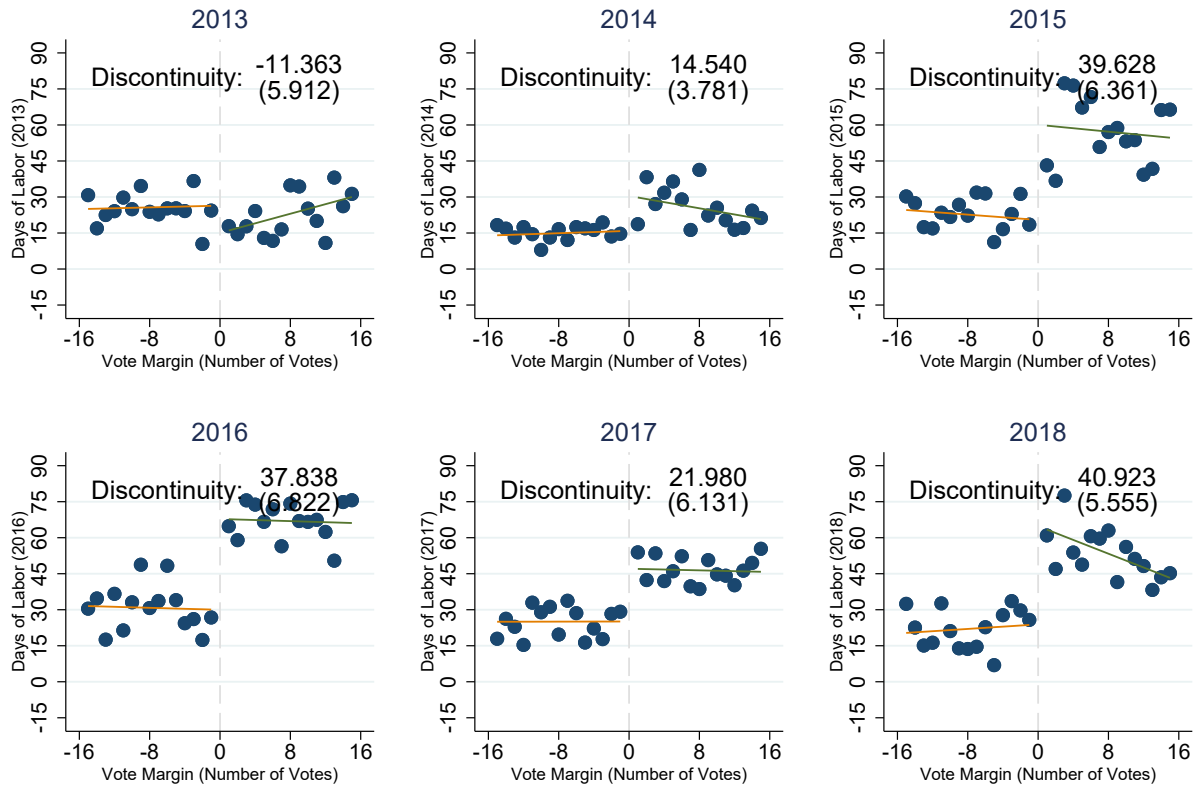 2013
Discontinuity: -11.363
(5.912)
Days of Labor (2013)
90
75
60
45
30
15
0
-15
-16 -8 0 8 16
Vote Margin (Number of Votes)
2014
Discontinuity: 14.540
(3.781)
Days of Labor (2014)
90
75
60
45
30
15
0
-15
-16 -8 0 8 16
Vote Margin (Number of Votes)
2015
Discontinuity: 39.628
(6.361)
Days of Labor (2015)
90
75
60
45
30
15
0
-15
-16 -8 0 8 16
Vote Margin (Number of Votes)
2016
Discontinuity: 37.838
(6.822)
Days of Labor (2016)
90
75
60
45
30
15
0
-15
-16 -8 0 8 16
Vote Margin (Number of Votes)
2017
Discontinuity: 21.980
(6.131)
Days of Labor (2017)
90
75
60
45
30
15
0
-15
-16 -8 0 8 16
Vote Margin (Number of Votes)
2018
Discontinuity: 40.923
(5.555)
Days of Labor (2018)
90
75
60
45
30
15
0
-15
-16 -8 0 8 16
Vote Margin (Number of Votes)